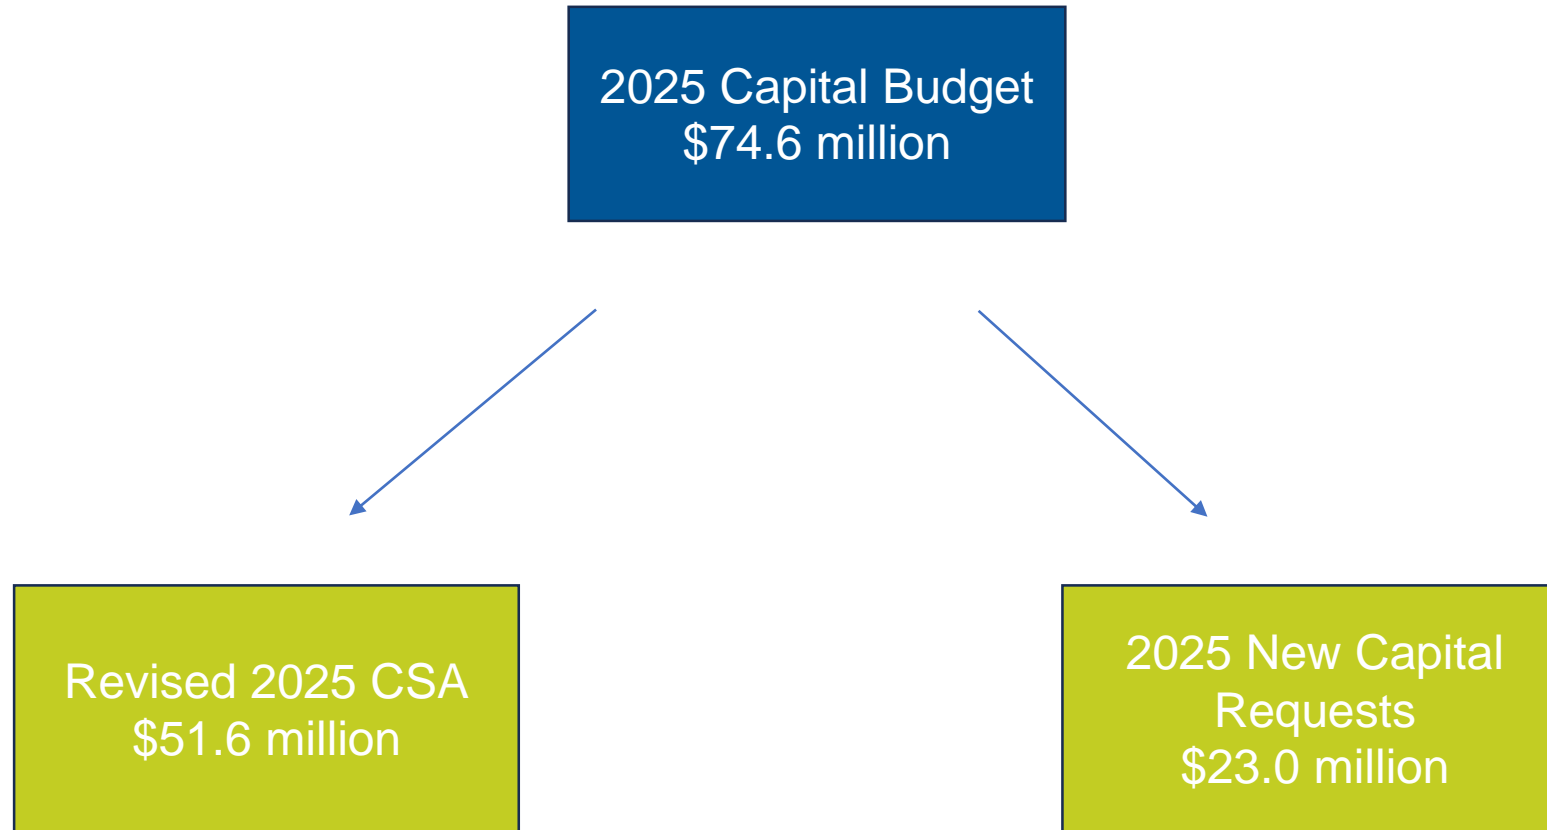 2025 Capital Budget
$74.6 million
Revised 2025 CSA
$51.6 million
2025 New Capital
Requests
$23.0 million